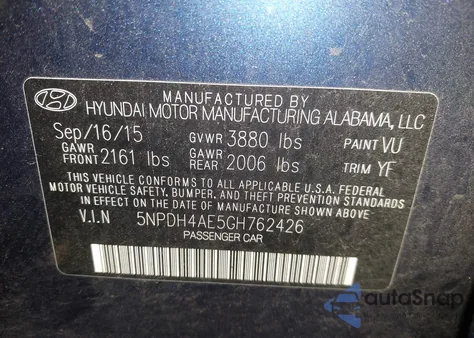 MANUFACTURED BY
HYUNDAI MOTOR MANUFACTURING ALABAMA, LLC
Sep/16/15 GVWR 3880 lbs PAINT VU
GAWR FRONT 2161 lbs GAWR REAR 2006 lbs TRIM YF
THIS VEHICLE CONFORMS TO ALL APPLICABLE U.S.A. FEDERAL
MOTOR VEHICLE SAFETY, BUMPER, AND THEFT PREVENTION STANDARDS
IN EFFECT ON THE DATE OF MANUFACTURE SHOWN ABOVE.
V.I.N 5NPDH4AE5GH762426
PASSENGER CAR
autaSnap